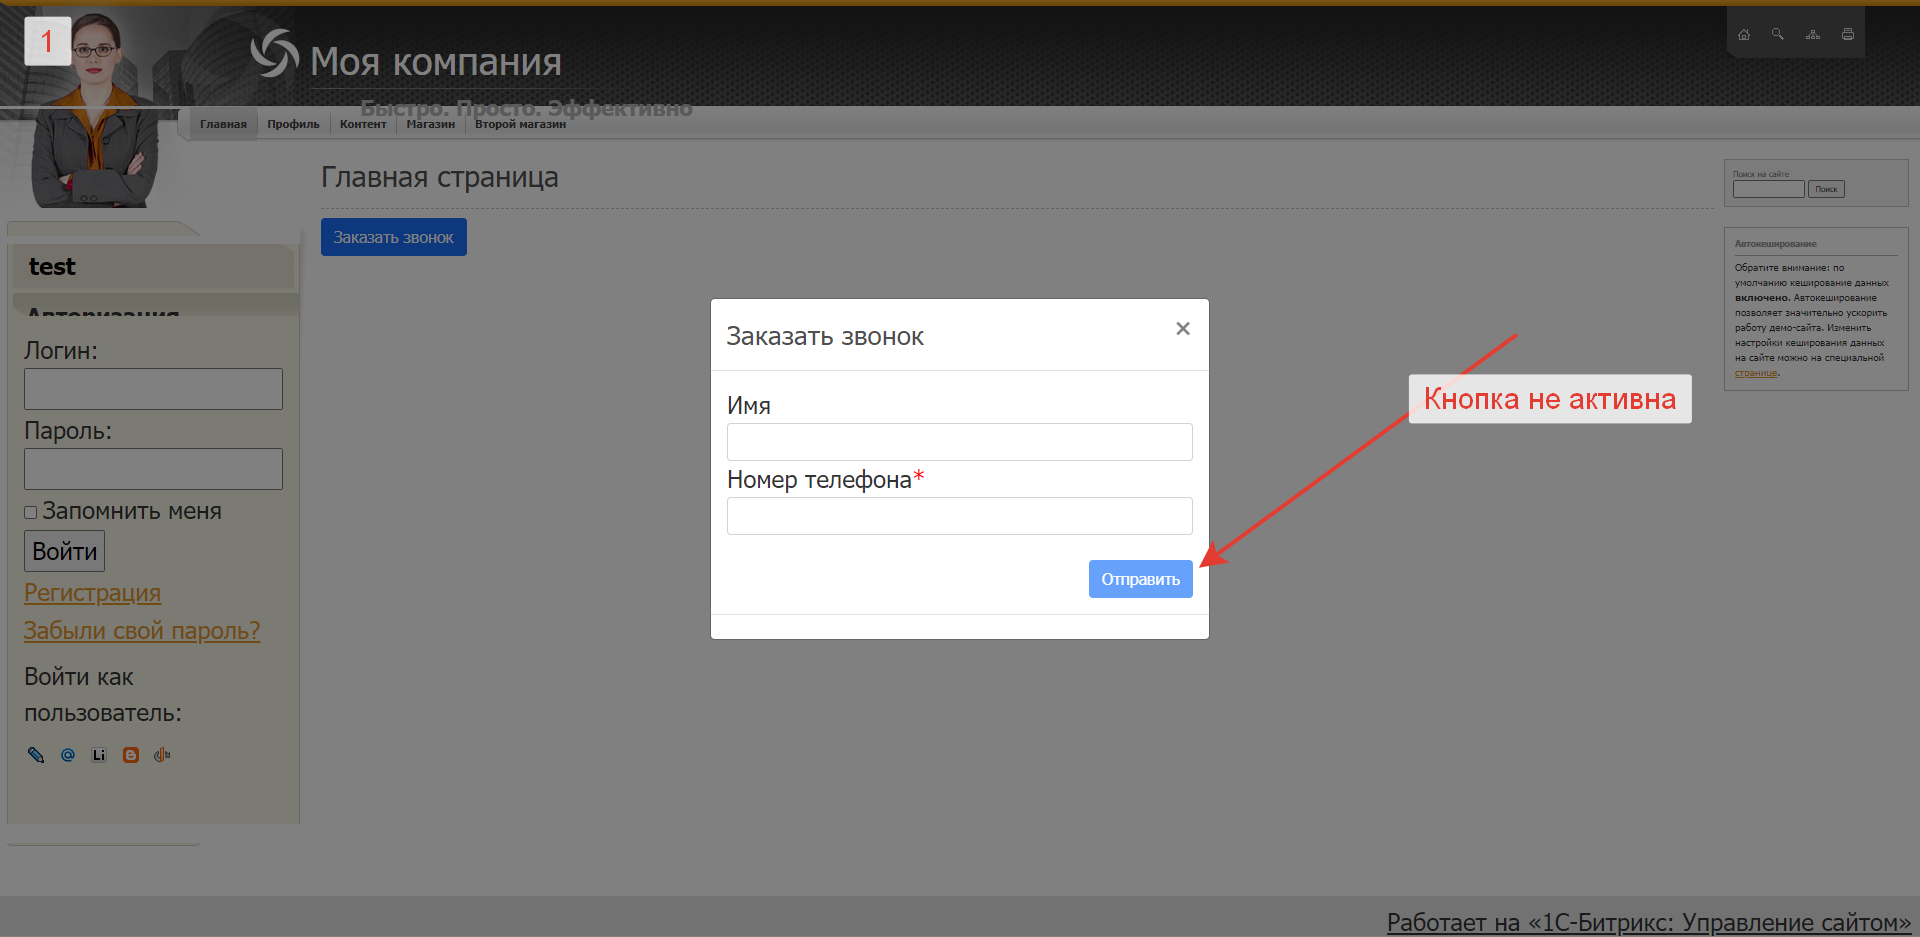 1
Моя компания
Быстро. Просто. Эффективно
Главная Профиль Контент Магазин Второй магазин
Главная страница
Заказать звонок
test
Авторизация
Логин:
Пароль:
Запомнить меня
Войти
Регистрация
Забыли свой пароль?
Войти как
пользователь:
Li
Заказать звонок
×
Имя
Номер телефона*
Отправить
Кнопка не активна
Поиск на сайте
Поиск
Автокеширование
Обратите внимание: по
умолчанию кеширование данных
включено. Автокеширование
позволяет значительно ускорить
работу демо-сайта. Изменить
настройки кеширования данных
на сайте можно на специальной
странице.
Работает на «1С-Битрикс: Управление сайтом»